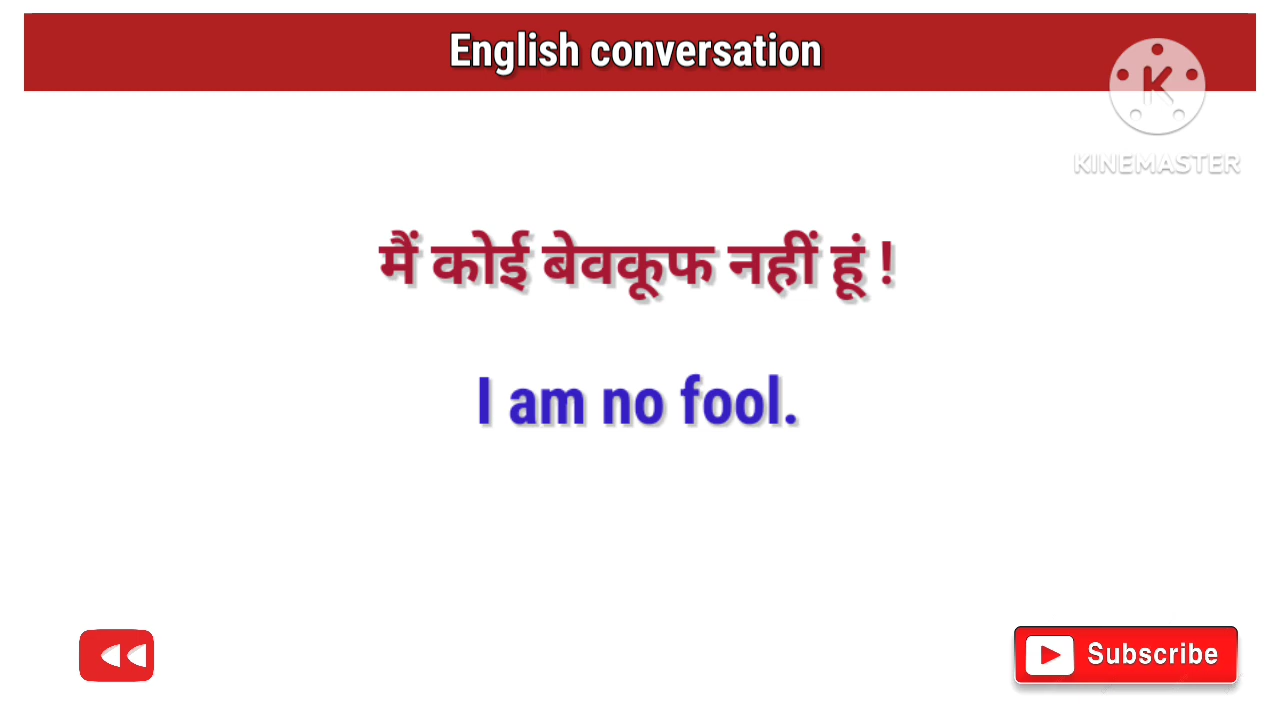 English conversation
K
KINEMASTER
मैं कोई बेवकूफ नहीं हूं !
I am no fool.
Subscribe